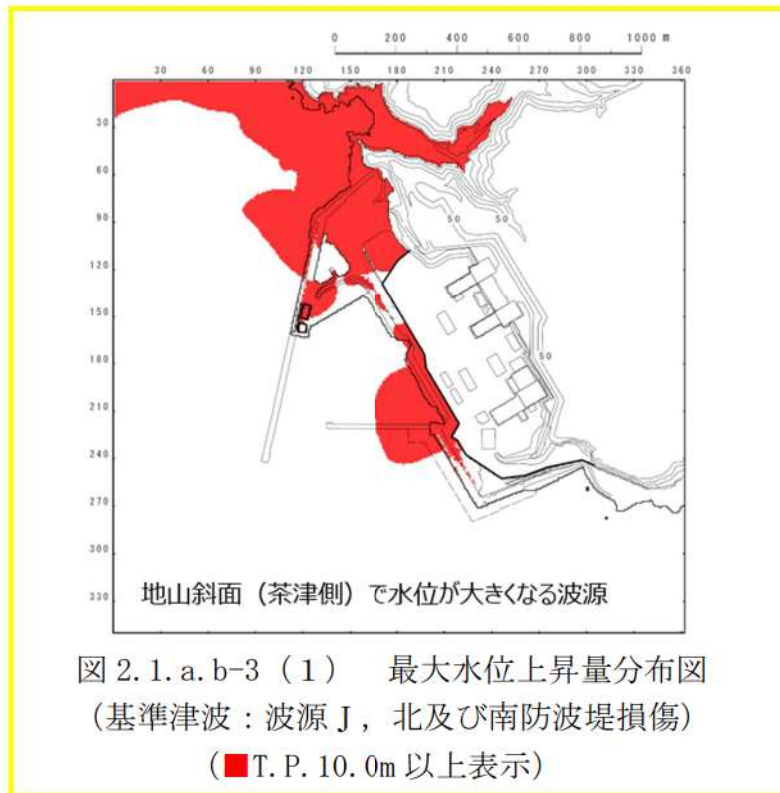 0 200 400 600 800 1000 m
120 90 120 150 180 210 240 270 300 330 360
30
60
90
50 50
120
150
180
50
210
240
270
300
330
地山斜面（茶津側）で水位が大きくなる波源
図 2.1.a.b-3（１） 最大水位上昇量分布図
（基準津波：波源 J，北及び南防波堤損傷）
（■T.P.10.0m 以上表示）